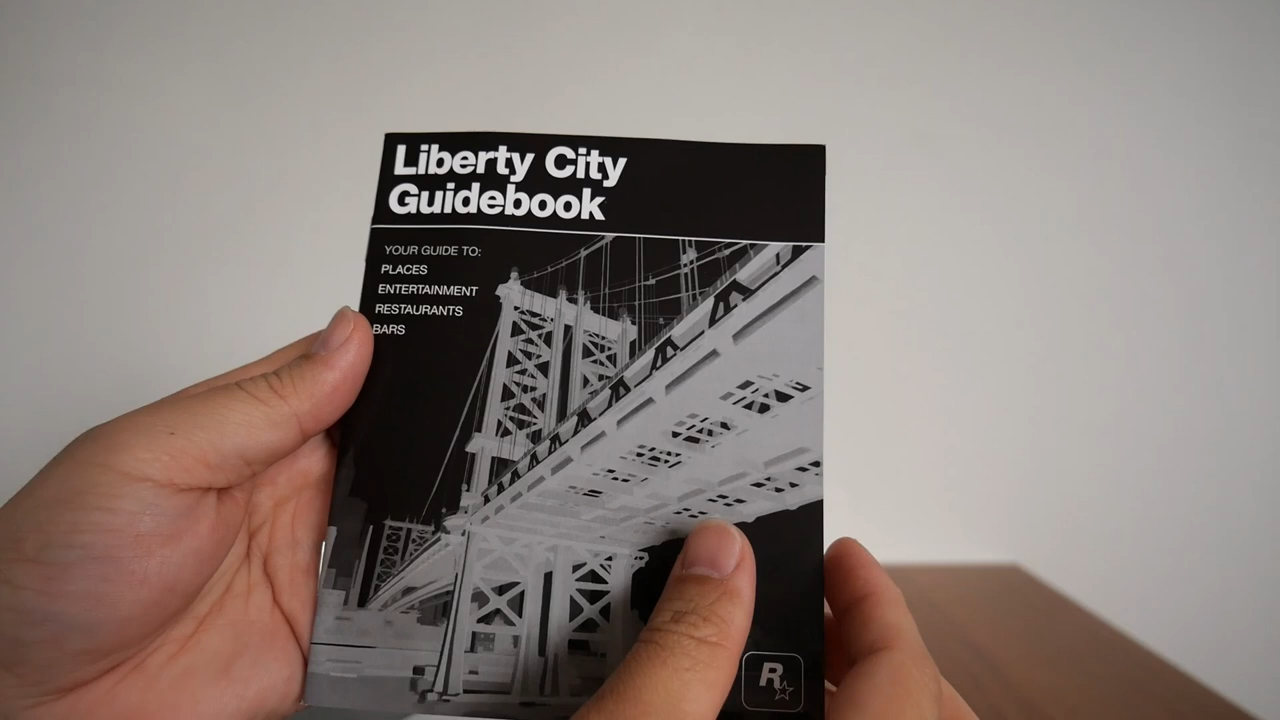 Liberty City
Guidebook
YOUR GUIDE TO:
PLACES
ENTERTAINMENT
RESTAURANTS
BARS
R